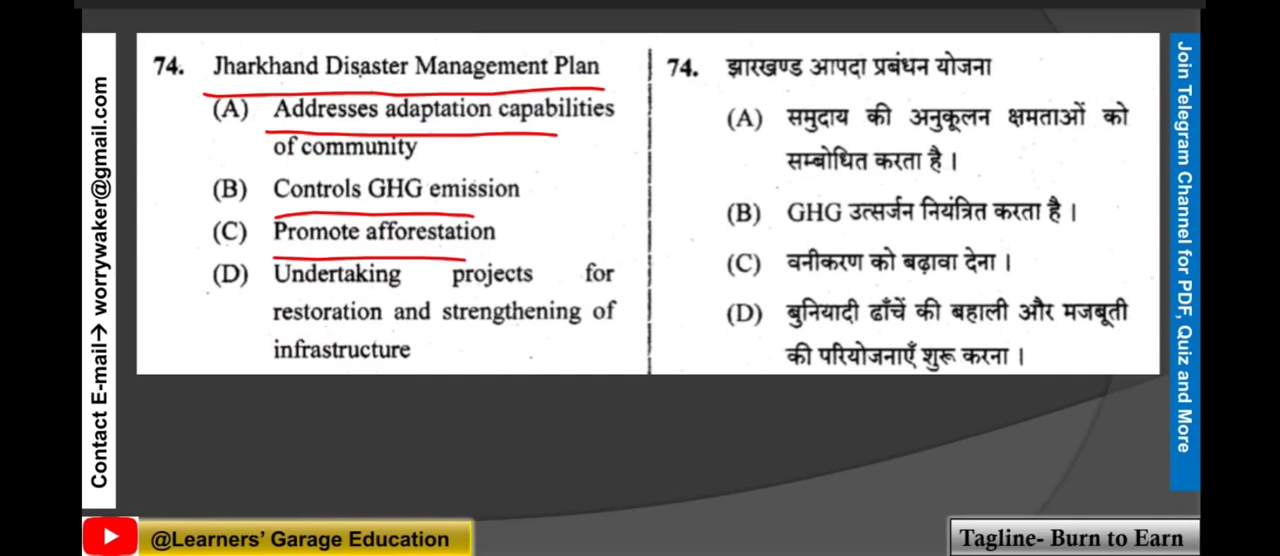 Contact E-mail→ worrywaker@gmail.com
74. Jharkhand Disaster Management Plan
(A) Addresses adaptation capabilities
of community
(B) Controls GHG emission
(C) Promote afforestation
(D) Undertaking projects for
restoration and strengthening of
infrastructure
74. झारखण्ड आपदा प्रबंधन योजना
(A) समुदाय की अनुकूलन क्षमताओं को
सम्बोधित करता है ।
(B) GHG उत्सर्जन नियंत्रित करता है ।
(C) वनीकरण को बढ़ावा देना ।
(D) बुनियादी ढाँचें की बहाली और मजबूती
की परियोजनाएँ शुरू करना ।
Join Telegram Channel for PDF, Quiz and More
@Learners’ Garage Education
Tagline- Burn to Earn